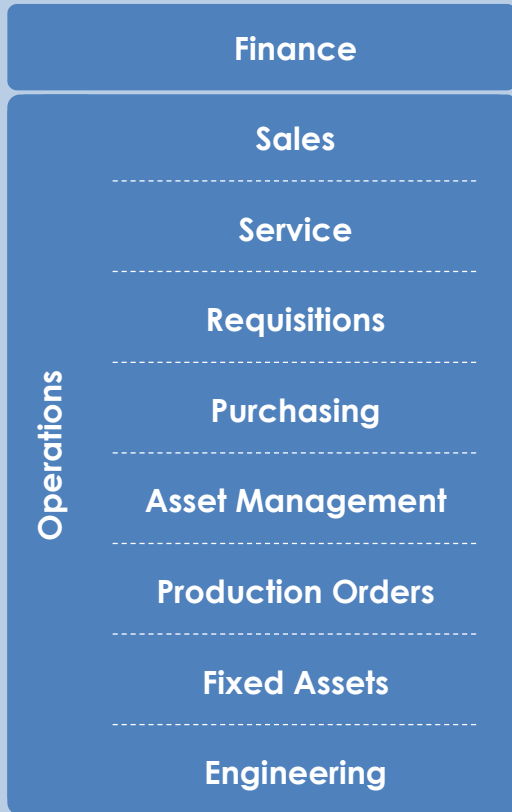 Finance
Operations
Sales
Service
Requisitions
Purchasing
Asset Management
Production Orders
Fixed Assets
Engineering